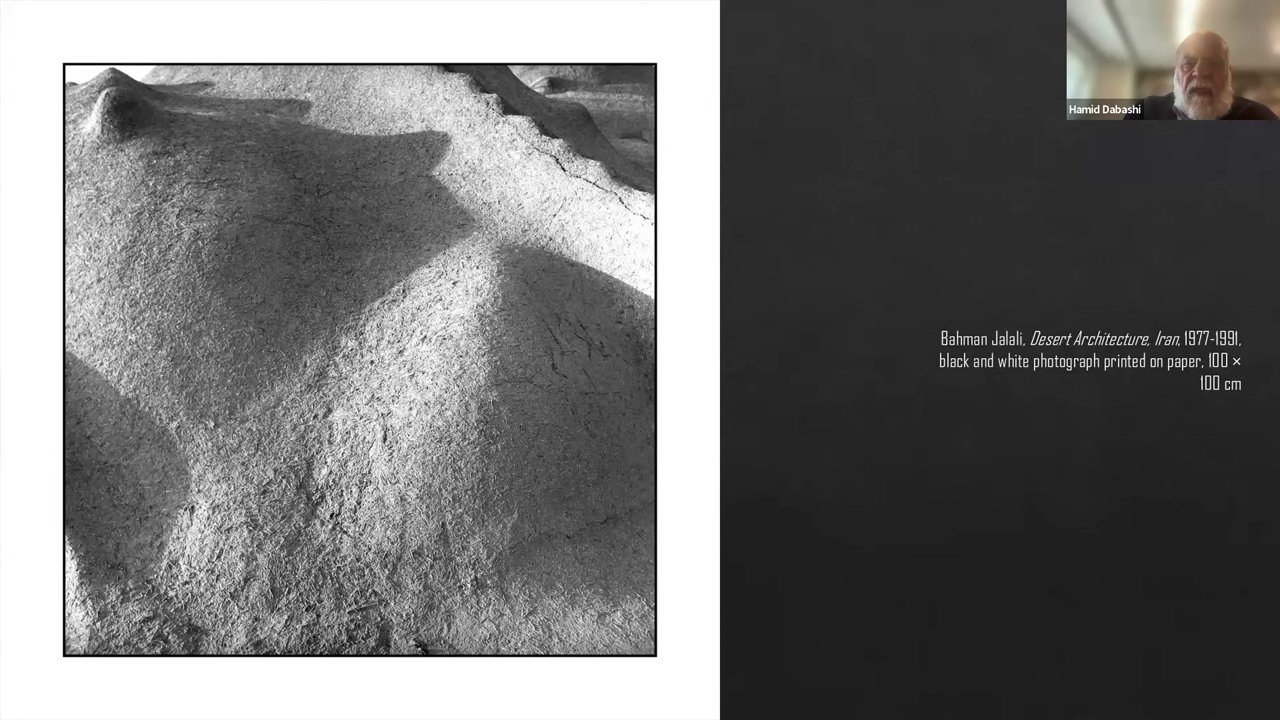 Hamid Dabashi
Bahman Jalali, Desert Architecture, Iran, 1977-1991,
black and white photograph printed on paper, 100 ×
100 cm